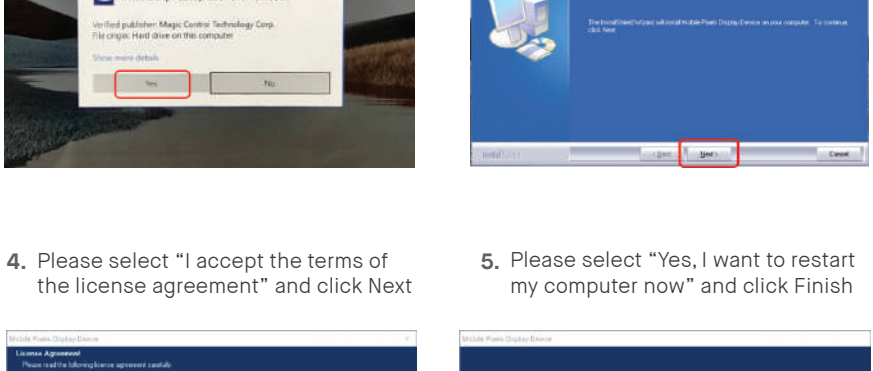 Verified publisher: Magic Control Technology Corp.
File origin: Hard drive on this computer
Show more details
Yes
No
The InstallShield Wizard will install Mobile Pixels Display Device on your computer. To continue,
click Next.
< Back
Next >
Cancel
4. Please select “I accept the terms of
the license agreement” and click Next
5. Please select “Yes, I want to restart
my computer now” and click Finish
Mobile Pixels Display Device
License Agreement
Please read the following license agreement carefully.
Mobile Pixels Display Device